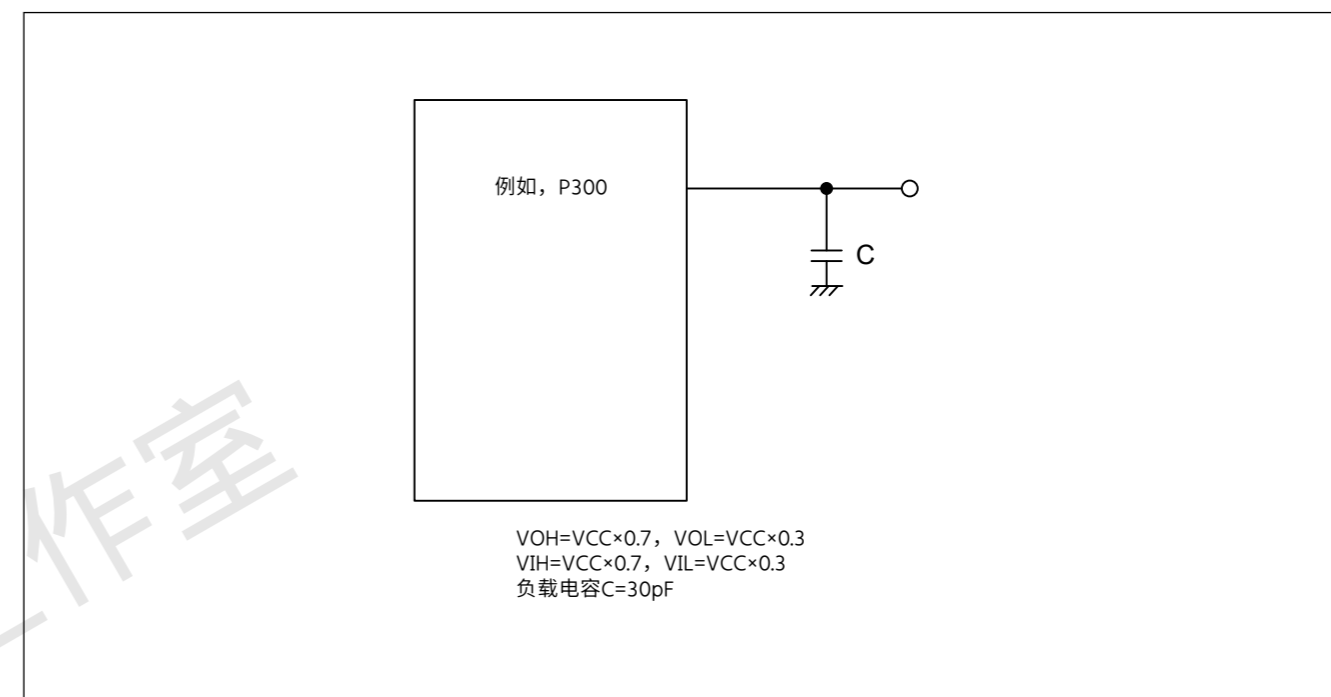 例如，P300
C
VOH=VCC×0.7，VOL=VCC×0.3
VIH=VCC×0.7，VIL=VCC×0.3
负载电容C=30pF
作室